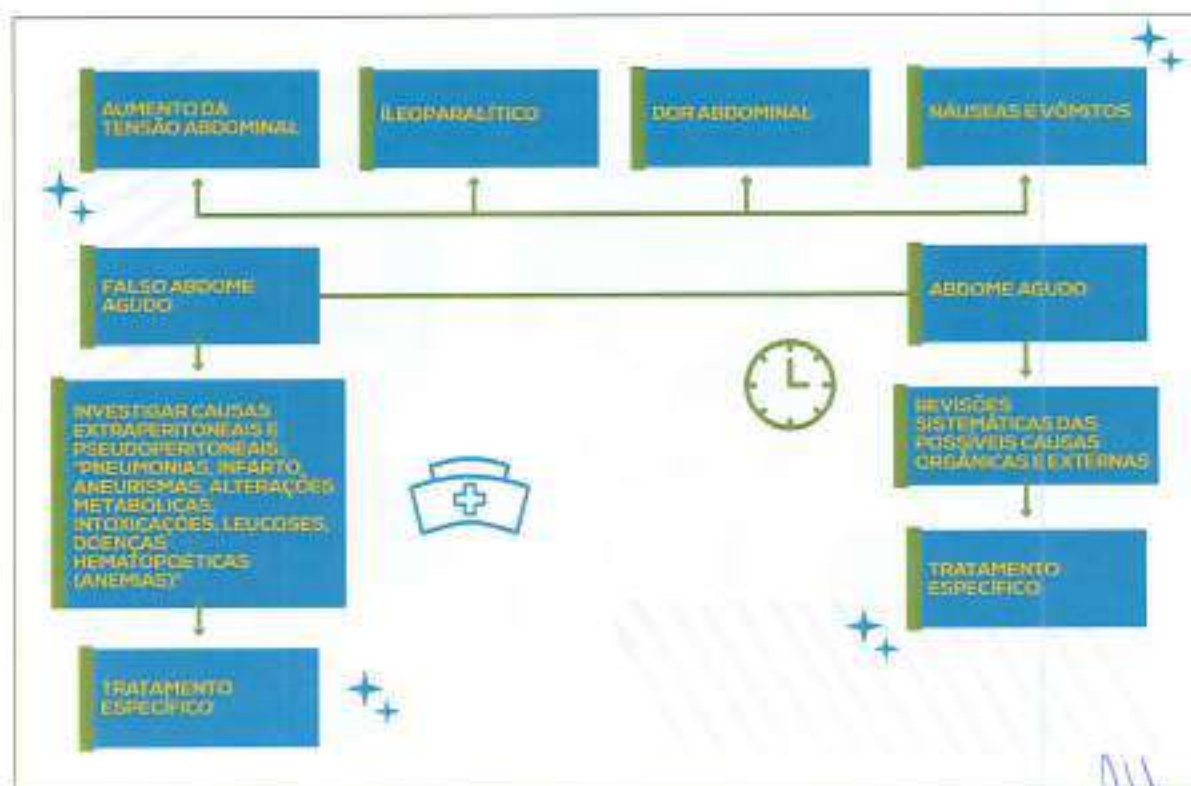 AUMENTO DA
TENSÃO ABDOMINAL
ÍLEOPARALÍTICO
DOR ABDOMINAL
NÁUSEAS E VÔMITOS
FALSO ABDOME
AGUDO
ABDOME AGUDO
INVESTIGAR CAUSAS
EXTRAPERITONEAIS E
PSEUDOPERITONEAIS:
"PNEUMONIAS, INFARTO,
ANEURISMAS, ALTERAÇÕES
METABÓLICAS,
INTOXICAÇÕES, LEUCOSES,
DOENÇAS
HEMATOPOÉTICAS
(ANEMIAS)"
REVISÕES
SISTEMÁTICAS DAS
POSSÍVEIS CAUSAS
ORGÂNICAS E EXTERNAS
TRATAMENTO
ESPECÍFICO
TRATAMENTO
ESPECÍFICO